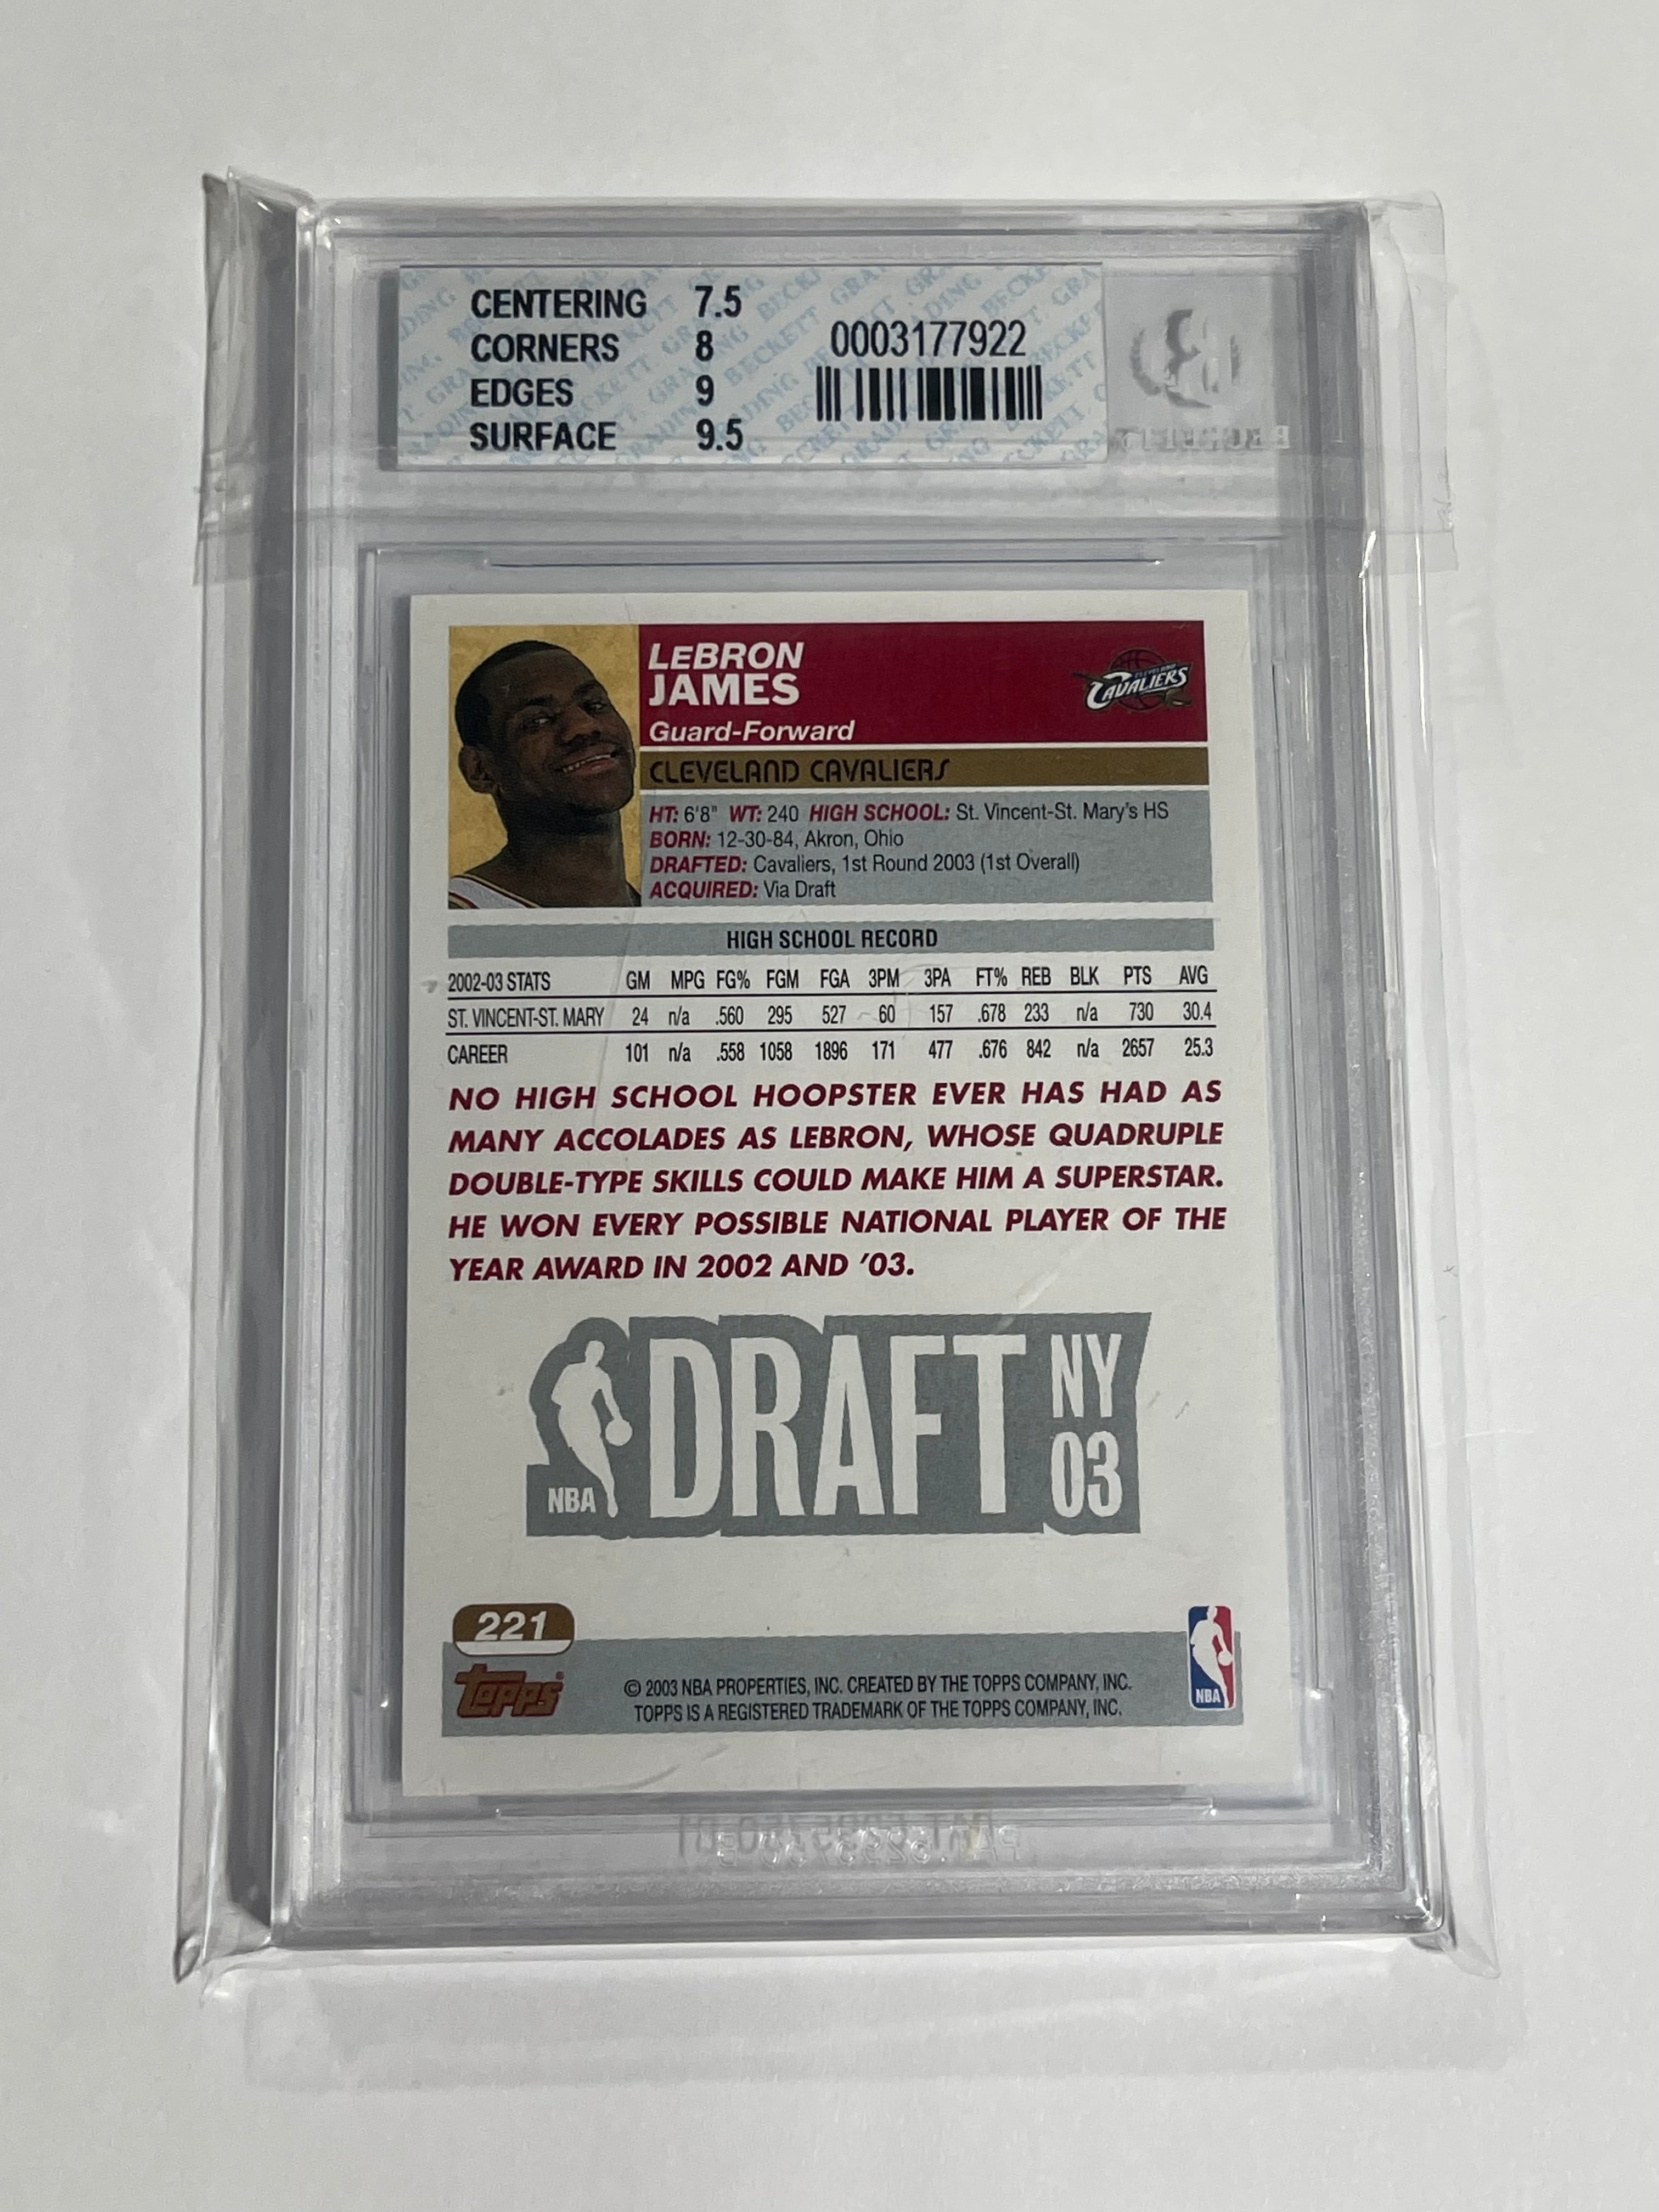 CENTERING 7.5
CORNERS 8
EDGES 9
SURFACE 9.5
0003177922
LEBRON
JAMES
Guard-Forward
CAVALIERS
CLEVELAND CAVALIERS
HT: 6'8" WT: 240 HIGH SCHOOL: St. Vincent-St. Mary's HS
BORN: 12-30-84, Akron, Ohio
DRAFTED: Cavaliers, 1st Round 2003 (1st Overall)
ACQUIRED: Via Draft
HIGH SCHOOL RECORD
2002-03 STATS GM MPG FG% FGM FGA 3PM 3PA FT% REB BLK PTS AVG
ST. VINCENT-ST. MARY 24 n/a .560 295 527 60 157 .678 233 n/a 730 30.4
CAREER 101 n/a .558 1058 1896 171 477 .676 842 n/a 2657 25.3
NO HIGH SCHOOL HOOPSTER EVER HAS HAD AS
MANY ACCOLADES AS LEBRON, WHOSE QUADRUPLE
DOUBLE-TYPE SKILLS COULD MAKE HIM A SUPERSTAR.
HE WON EVERY POSSIBLE NATIONAL PLAYER OF THE
YEAR AWARD IN 2002 AND '03.
NBA DRAFT NY
03
221
Topps
© 2003 NBA PROPERTIES, INC. CREATED BY THE TOPPS COMPANY, INC.
TOPPS IS A REGISTERED TRADEMARK OF THE TOPPS COMPANY, INC.
NBA